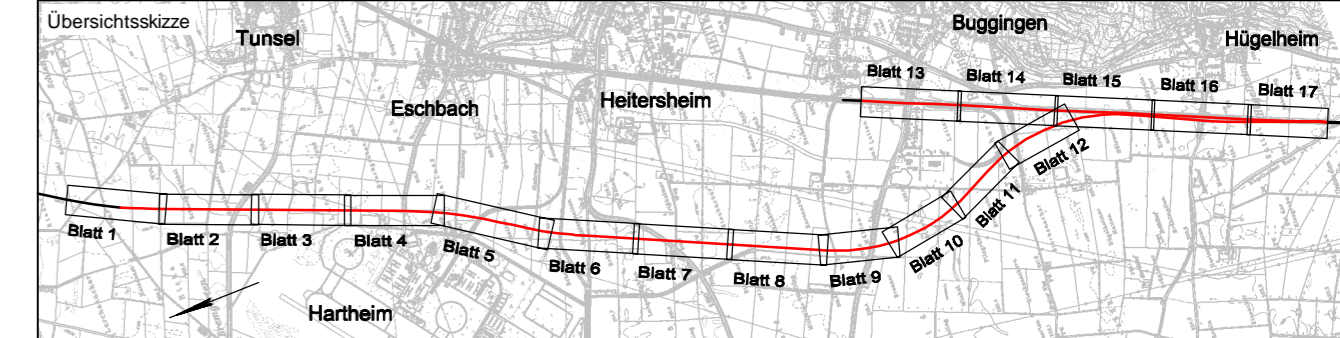 Übersichtsskizze
Tunsel
Buggingen
Hügelheim
Eschbach
Heitersheim
Blatt 13
Blatt 14
Blatt 15
Blatt 16
Blatt 17
Blatt 12
Blatt 11
Blatt 1
Blatt 2
Blatt 3
Blatt 4
Blatt 5
Blatt 6
Blatt 7
Blatt 8
Blatt 9
Blatt 10
Hartheim